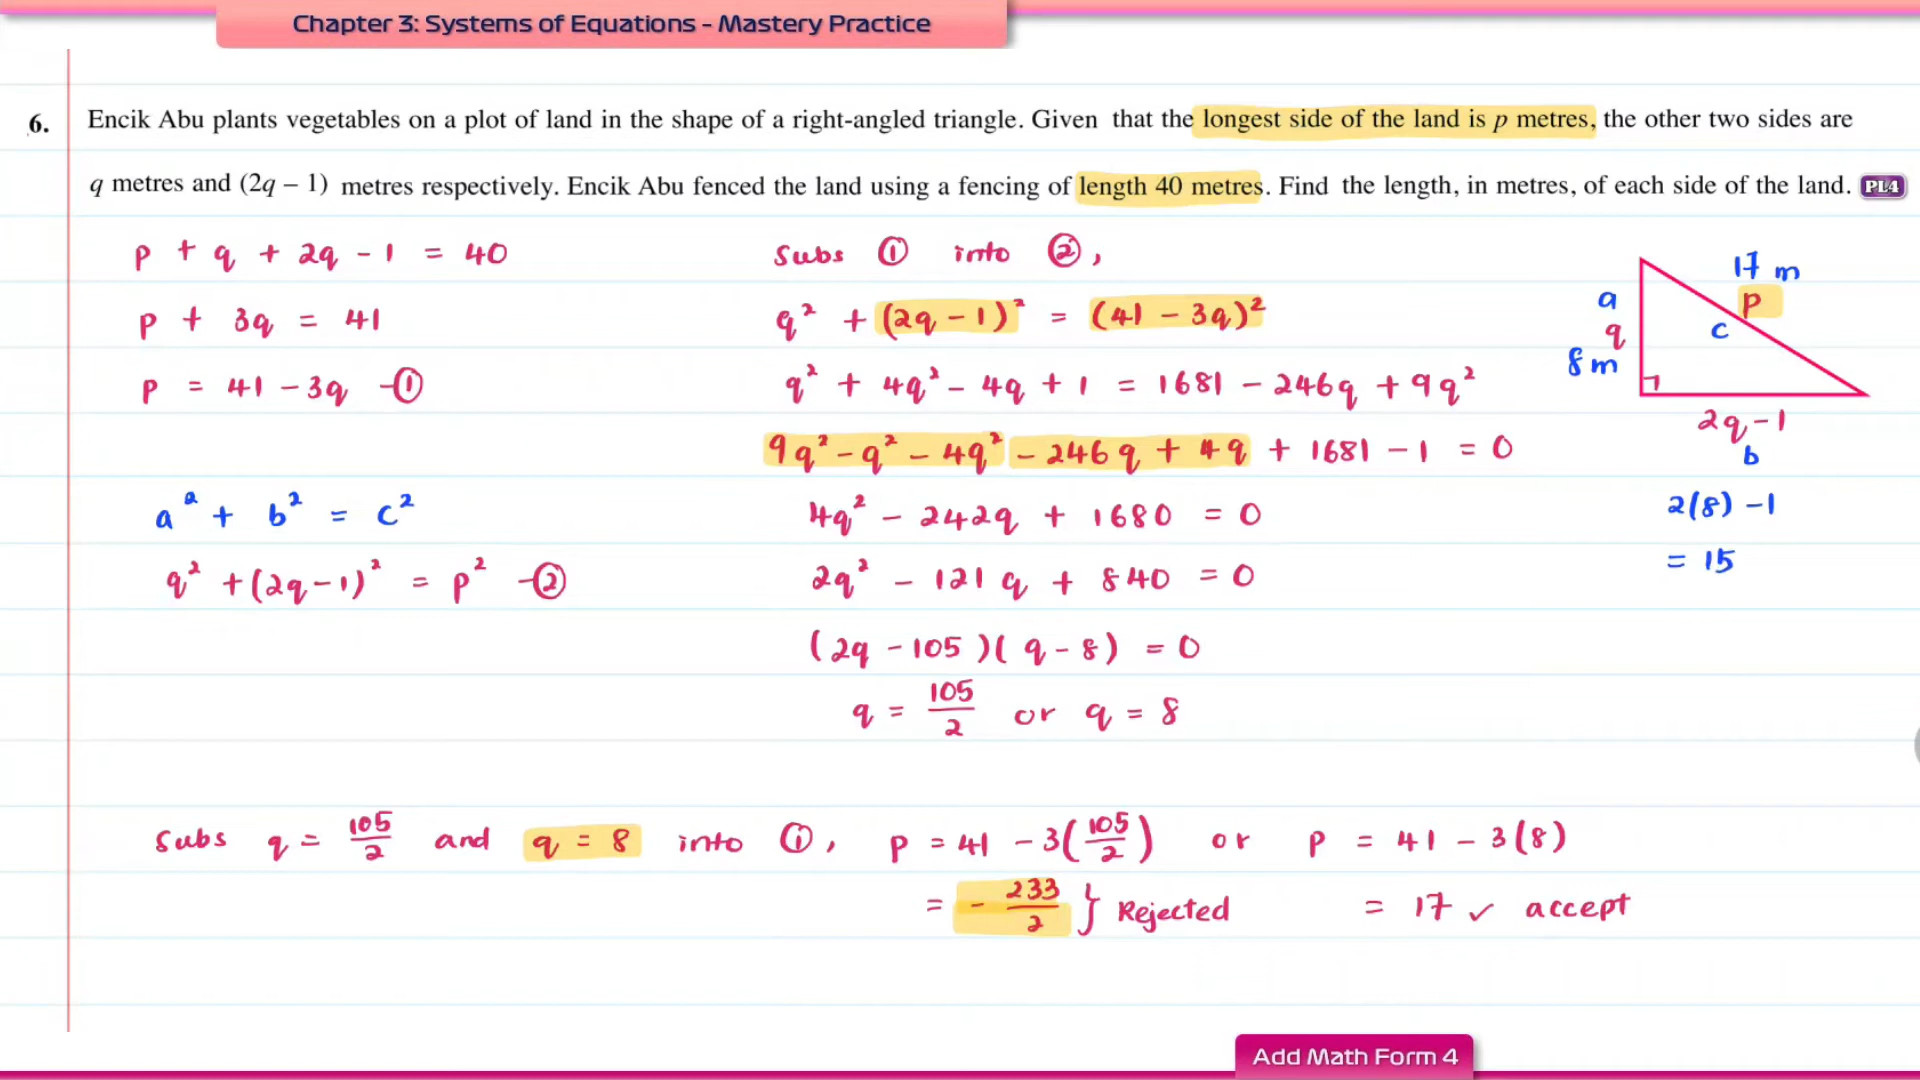 Chapter 3: Systems of Equations - Mastery Practice
6. Encik Abu plants vegetables on a plot of land in the shape of a right-angled triangle. Given that the longest side of the land is p metres, the other two sides are
q metres and (2q – 1) metres respectively. Encik Abu fenced the land using a fencing of length 40 metres. Find the length, in metres, of each side of the land. PL4
p + q + 2q - 1 = 40
p + 3q = 41
p = 41 - 3q -①
a² + b² = c²
q² + (2q - 1)² = p² -②
Subs ① into ②,
q² + (2q - 1)² = (41 - 3q)²
q² + 4q² - 4q + 1 = 1681 - 246q + 9q²
9q² - q² - 4q² - 246q + 4q + 1681 - 1 = 0
4q² - 242q + 1680 = 0
2q² - 121q + 840 = 0
(2q - 105)(q - 8) = 0
q = 105/2 or q = 8
17 m
a
p
q
c
8 m
2q - 1
b
2(8) - 1
= 15
Subs q = 105/2 and q = 8 into ①, p = 41 - 3(105/2) or p = 41 - 3(8)
= - 233/2 } Rejected = 17 ✓ accept
Add Math Form 4